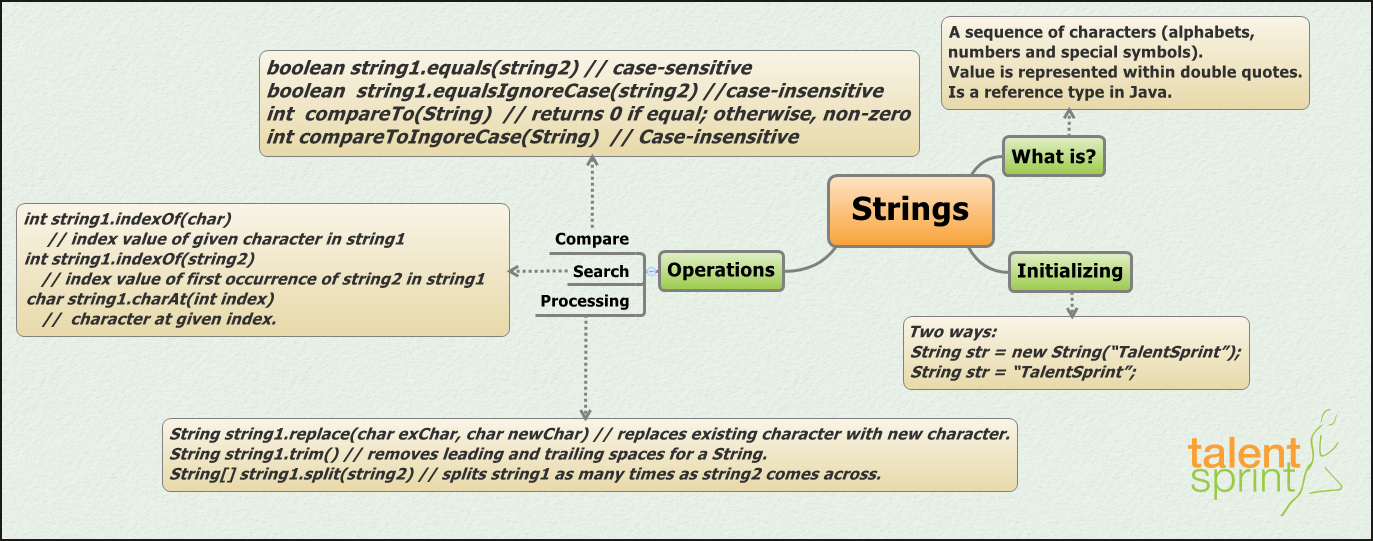 A sequence of characters (alphabets,
numbers and special symbols).
Value is represented within double quotes.
Is a reference type in Java.
boolean string1.equals(string2) // case-sensitive
boolean string1.equalsIgnoreCase(string2) //case-insensitive
int compareTo(String) // returns 0 if equal; otherwise, non-zero
int compareToIngoreCase(String) // Case-insensitive
What is?
Strings
int string1.indexOf(char)
// index value of given character in string1
int string1.indexOf(string2)
// index value of first occurrence of string2 in string1
char string1.charAt(int index)
// character at given index.
Compare
Search
Processing
Operations
Initializing
Two ways:
String str = new String(“TalentSprint”);
String str = “TalentSprint”;
String string1.replace(char exChar, char newChar) // replaces existing character with new character.
String string1.trim() // removes leading and trailing spaces for a String.
String[] string1.split(string2) // splits string1 as many times as string2 comes across.
talent
sprint